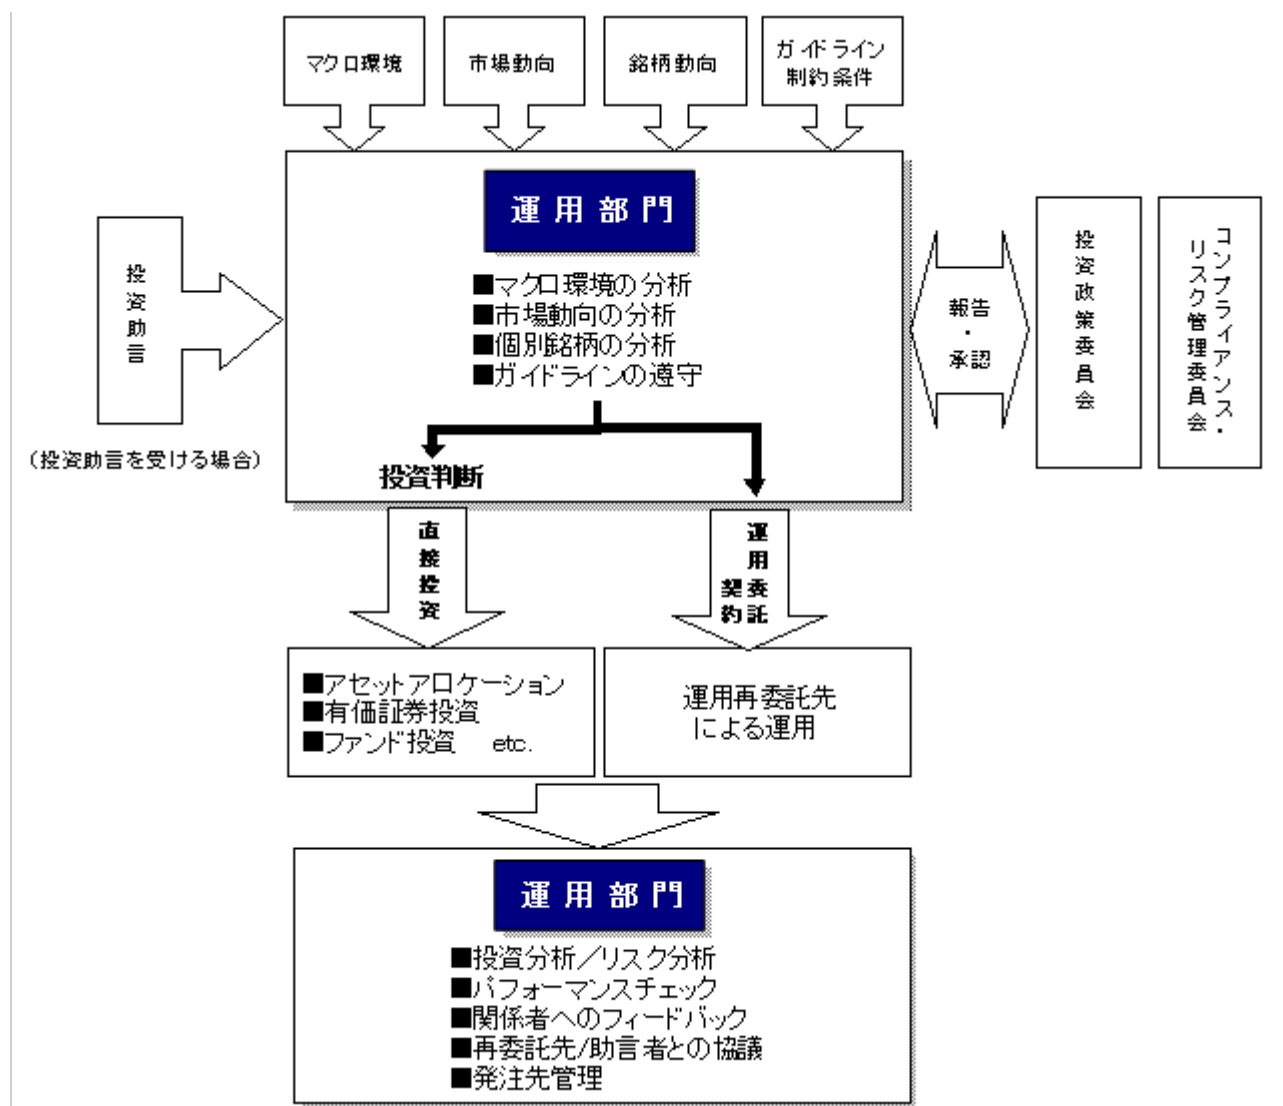 マクロ環境
市場動向
銘柄動向
ガイドライン
制約条件
運用部門
■マクロ環境の分析
■市場動向の分析
■個別銘柄の分析
■ガイドラインの遵守
投資判断
投資助言
(投資助言を受ける場合)
報告
・
承認
投資政策委員会
コンプライアンス・
リスク管理委員会
直接投資
運用委託
契約
■アセットアロケーション
■有価証券投資
■ファンド投資 etc.
運用再委託先
による運用
運用部門
■投資分析／リスク分析
■パフォーマンスチェック
■関係者へのフィードバック
■再委託先/助言者との協議
■発注先管理